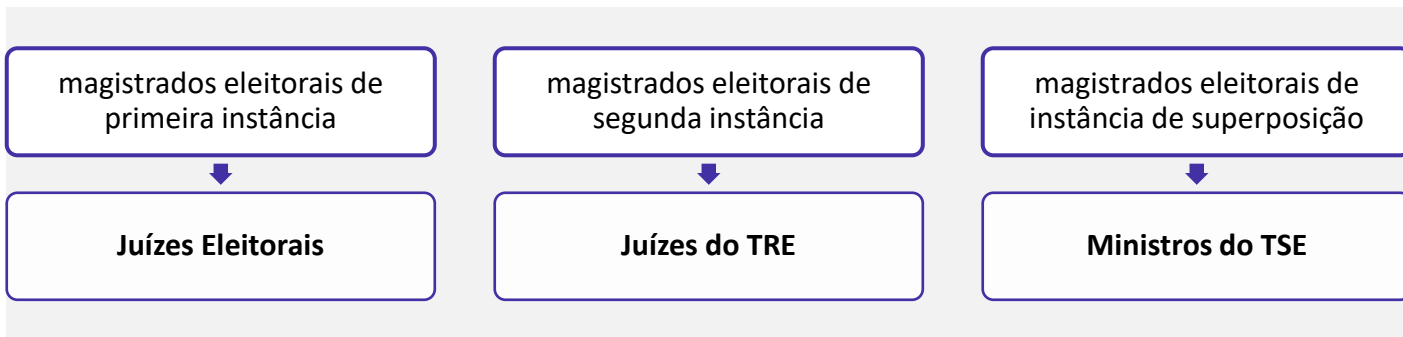 magistrados eleitorais de
primeira instância
Juízes Eleitorais
magistrados eleitorais de
segunda instância
Juízes do TRE
magistrados eleitorais de
instância de superposição
Ministros do TSE